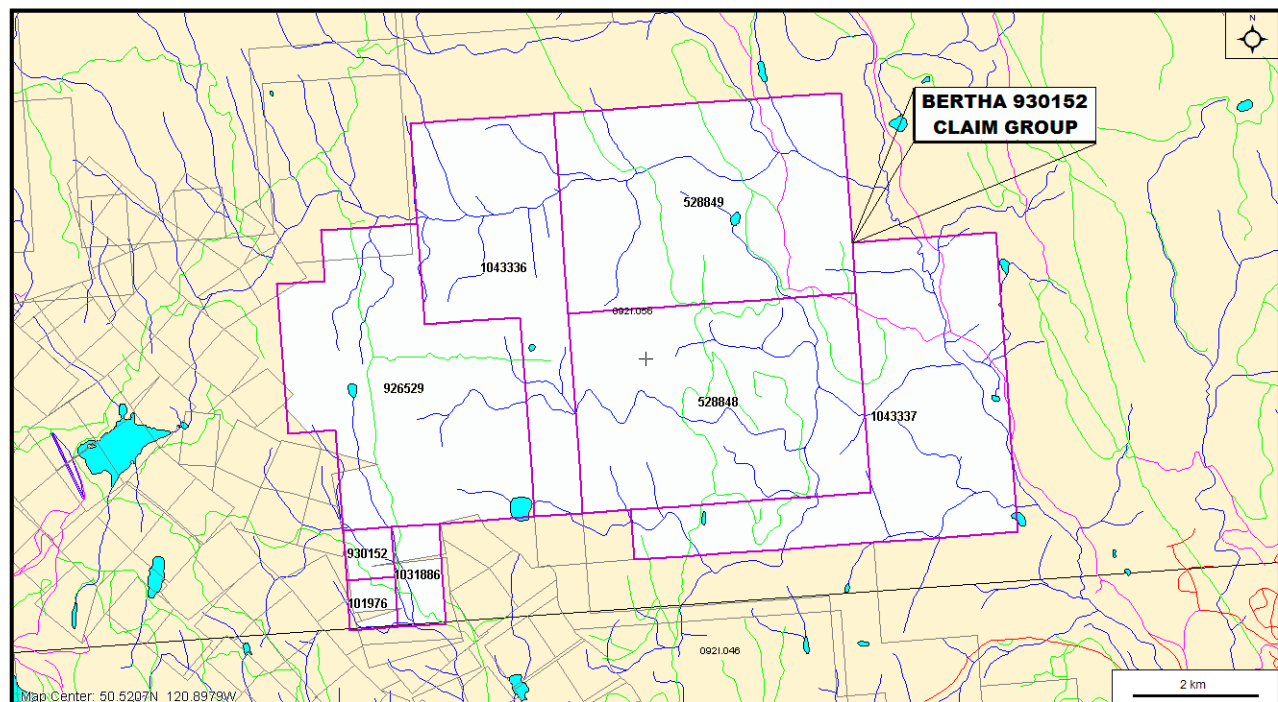 N
BERTHA 930152
CLAIM GROUP
528849
1043336
092I.056
926529
528848
1043337
930152
1031886
101976
092I.046
2 km
Map Center: 50.5207N 120.8979W